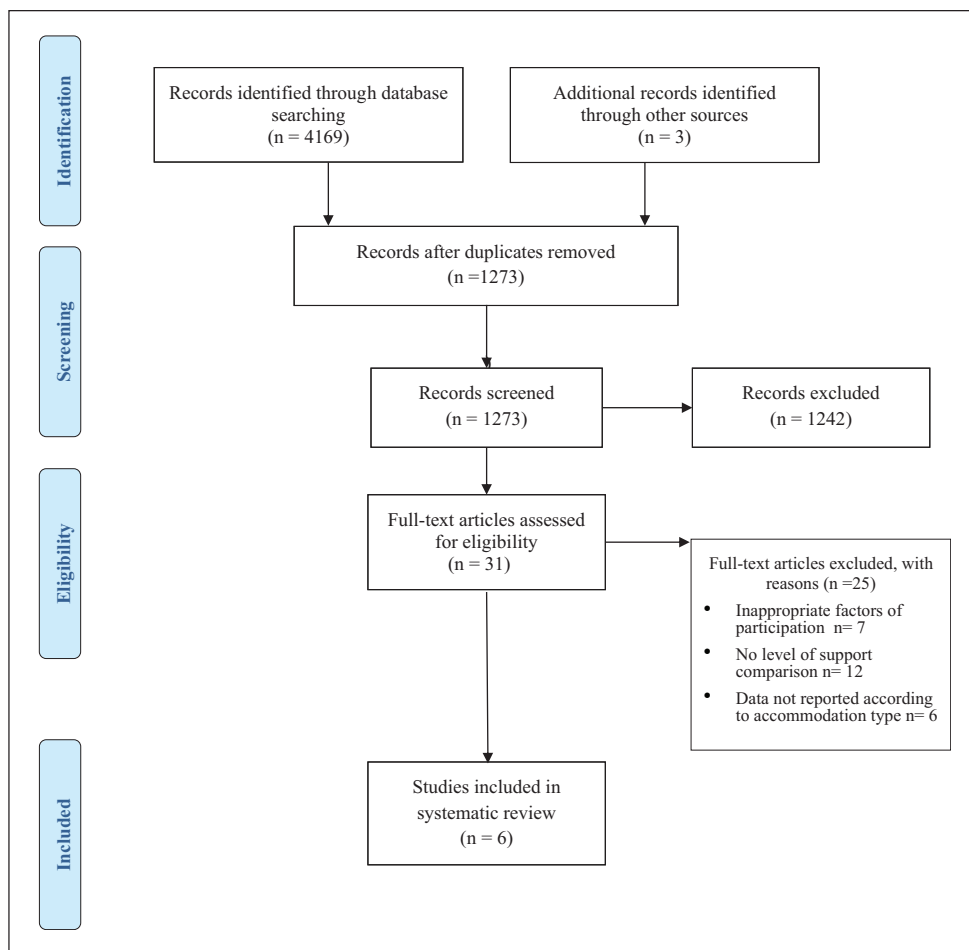 Identification
Records identified through database
searching
(n = 4169)
Additional records identified
through other sources
(n = 3)
Records after duplicates removed
(n =1273)
Screening
Records screened
(n = 1273)
Records excluded
(n = 1242)
Eligibility
Full-text articles assessed
for eligibility
(n = 31)
Full-text articles excluded, with
reasons (n =25)
• Inappropriate factors of
participation n= 7
• No level of support
comparison n= 12
• Data not reported according
to accommodation type n= 6
Included
Studies included in
systematic review
(n = 6)